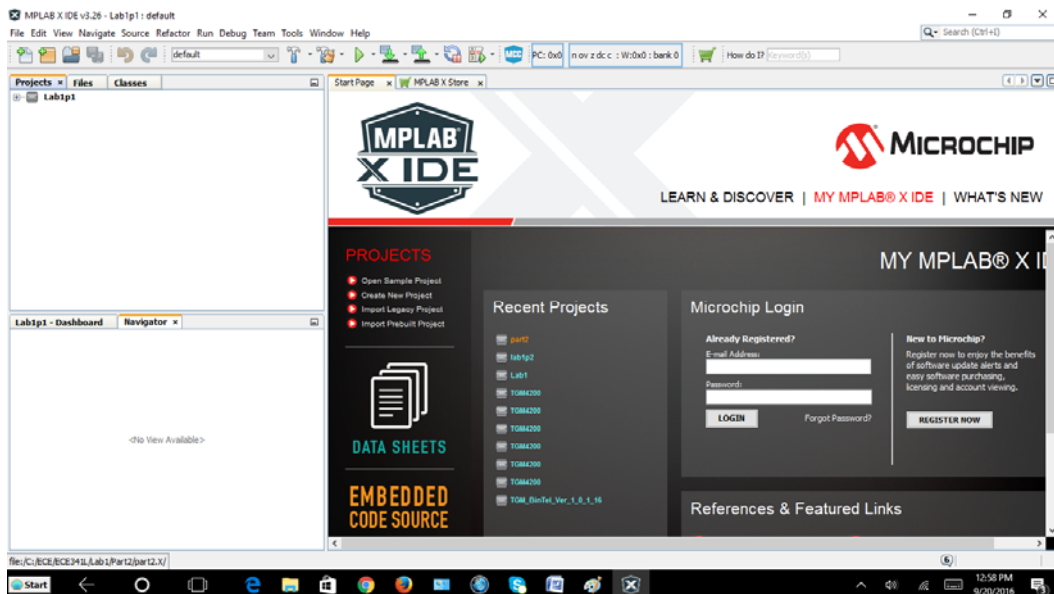 MPLAB X IDE v3.26 - Lab1p1 : default
File Edit View Navigate Source Refactor Run Debug Team Tools Window Help
Search (Ctrl+I)
default
MCC
PC: 0x0
n ov z dc c : W:0x0 : bank 0
How do I? Keyword(s)
Projects
Files
Classes
Lab1p1
Start Page
MPLAB X Store
MPLAB
X IDE
MICROCHIP
LEARN & DISCOVER | MY MPLAB® X IDE | WHAT'S NEW
PROJECTS
Open Sample Project
Create New Project
Import Legacy Project
Import Prebuilt Project
DATA SHEETS
EMBEDDED
CODE SOURCE
MY MPLAB® X ID
Recent Projects
part2
lab1p2
Lab1
TGM4200
TGM4200
TGM4200
TGM4200
TGM4200
TGM4200
TGM_BinTel_Ver_1_0_1_16
Microchip Login
Already Registered?
E-mail Address:
Password:
LOGIN
Forgot Password?
New to Microchip?
Register now to enjoy the benefits
of software update alerts and
easy software purchasing,
licensing and account viewing.
REGISTER NOW
References & Featured Links
Lab1p1 - Dashboard
Navigator
<No View Available>
file:/C:/ECE/ECE341L/Lab1/Part2/part2.X/
6
Start
12:58 PM
9/20/2016